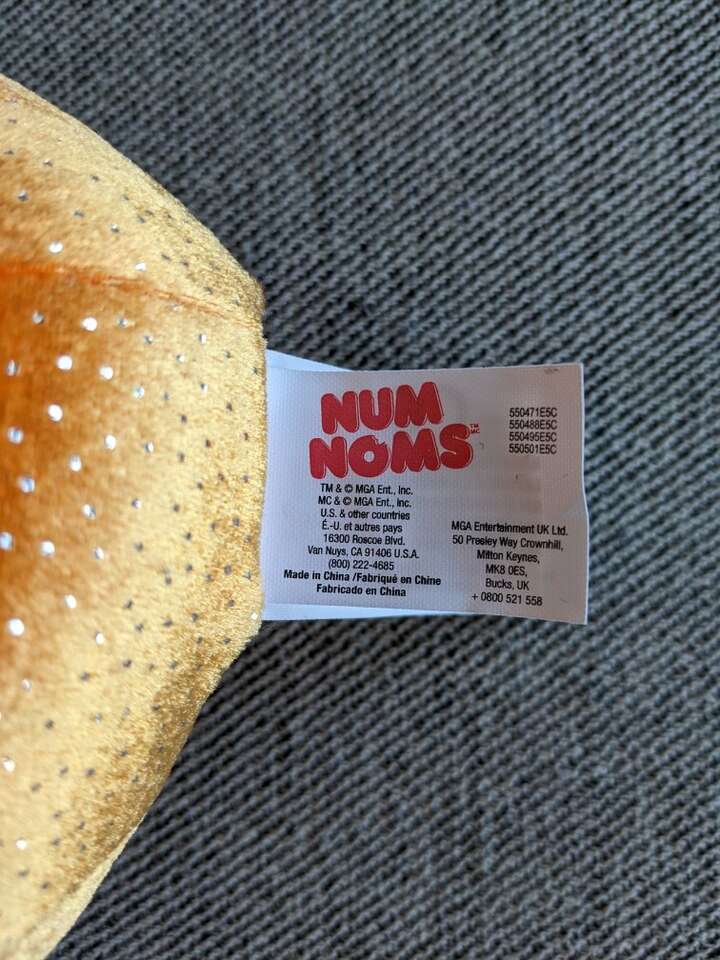 NUM
NOMS™
MC
TM & © MGA Ent., Inc.
MC & © MGA Ent., Inc.
U.S. & other countries
É.-U. et autres pays
16300 Roscoe Blvd.
Van Nuys, CA 91406 U.S.A.
(800) 222-4685
Made in China /Fabriqué en Chine
Fabricado en China
550471E5C
550488E5C
550495E5C
550501E5C
MGA Entertainment UK Ltd.
50 Presley Way Crownhill,
Milton Keynes,
MK8 0ES,
Bucks, UK
+ 0800 521 558